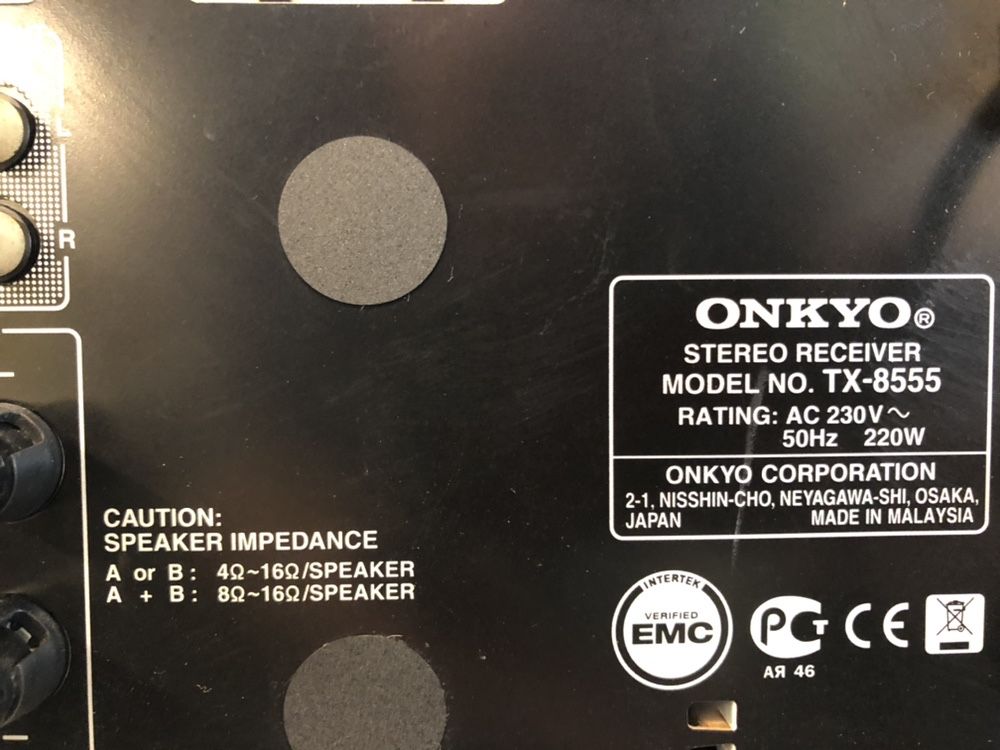 L
R
ONKYO®
STEREO RECEIVER
MODEL NO. TX-8555
RATING: AC 230V～
50Hz 220W
ONKYO CORPORATION
2-1, NISSHIN-CHO, NEYAGAWA-SHI, OSAKA,
JAPAN MADE IN MALAYSIA
CAUTION:
SPEAKER IMPEDANCE
A or B: 4Ω~16Ω/SPEAKER
A + B: 8Ω~16Ω/SPEAKER
INTERTEK
VERIFIED
EMC
РСТ
CE
АЯ 46